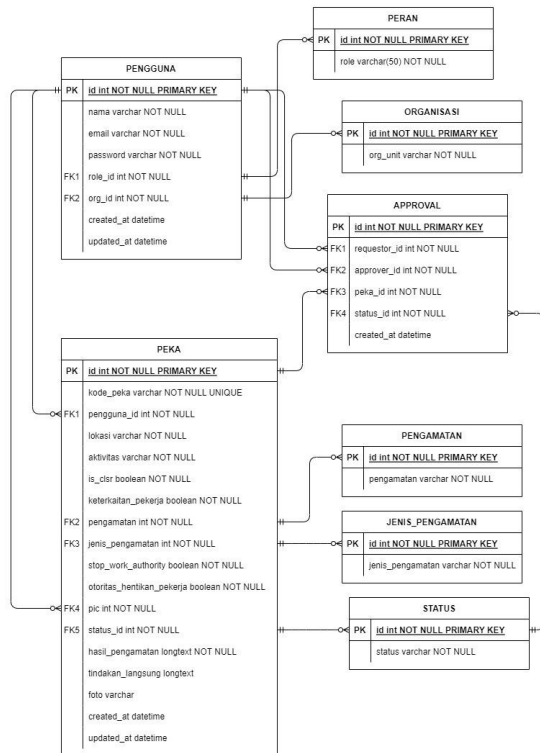 PENGGUNA
PK id int NOT NULL PRIMARY KEY
nama varchar NOT NULL
email varchar NOT NULL
password varchar NOT NULL
FK1 role_id int NOT NULL
FK2 org_id int NOT NULL
created_at datetime
updated_at datetime
PERAN
PK id int NOT NULL PRIMARY KEY
role varchar(50) NOT NULL
ORGANISASI
PK id int NOT NULL PRIMARY KEY
org_unit varchar NOT NULL
APPROVAL
PK id int NOT NULL PRIMARY KEY
FK1 requestor_id int NOT NULL
FK2 approver_id int NOT NULL
FK3 peka_id int NOT NULL
FK4 status_id int NOT NULL
created_at datetime
PEKA
PK id int NOT NULL PRIMARY KEY
kode_peka varchar NOT NULL UNIQUE
FK1 pengguna_id int NOT NULL
lokasi varchar NOT NULL
aktivitas varchar NOT NULL
is_clsr boolean NOT NULL
keterkaitan_pekerja boolean NOT NULL
FK2 pengamatan int NOT NULL
FK3 jenis_pengamatan int NOT NULL
stop_work_authority boolean NOT NULL
otoritas_hentikan_pekerja boolean NOT NULL
FK4 pic int NOT NULL
FK5 status_id int NOT NULL
hasil_pengamatan longtext NOT NULL
tindakan_langsung longtext
foto varchar
created_at datetime
updated_at datetime
PENGAMATAN
PK id int NOT NULL PRIMARY KEY
pengamatan varchar NOT NULL
JENIS_PENGAMATAN
PK id int NOT NULL PRIMARY KEY
jenis_pengamatan varchar NOT NULL
STATUS
PK id int NOT NULL PRIMARY KEY
status varchar NOT NULL